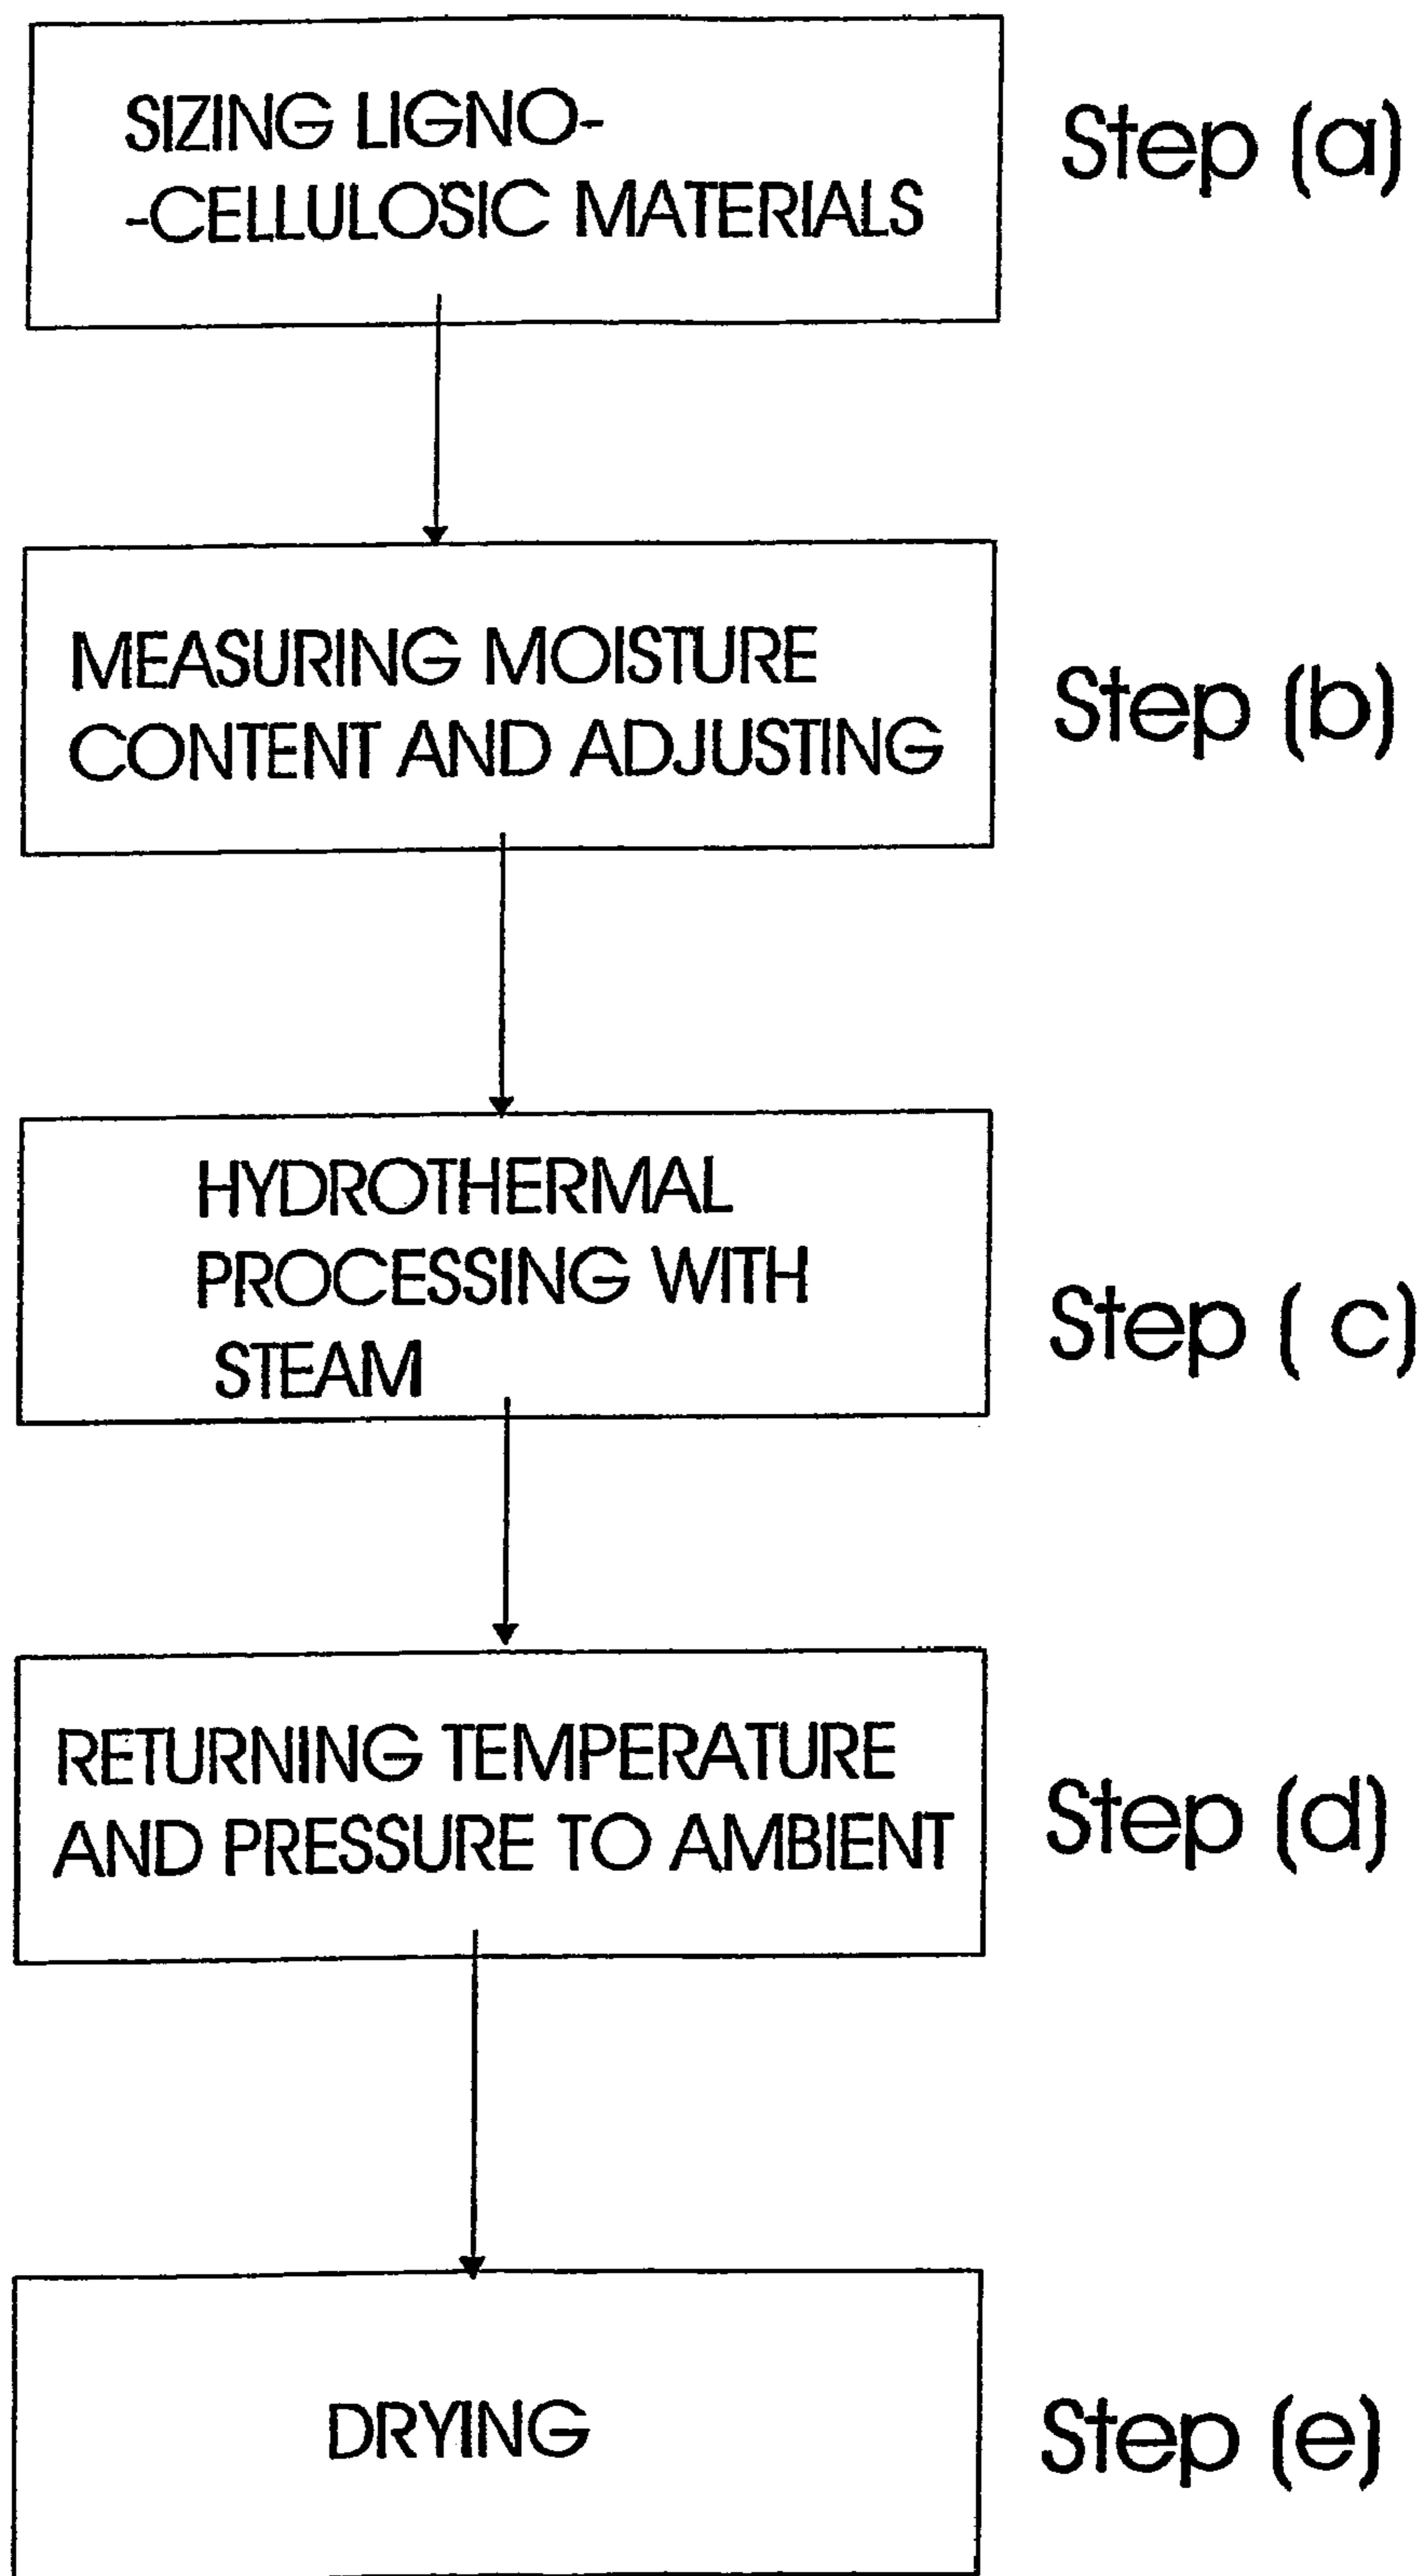 SIZING LIGNO-
-CELLULOSIC MATERIALS
Step (a)
MEASURING MOISTURE
CONTENT AND ADJUSTING
Step (b)
HYDROTHERMAL
PROCESSING WITH
STEAM
Step ( c)
RETURNING TEMPERATURE
AND PRESSURE TO AMBIENT
Step (d)
DRYING
Step (e)